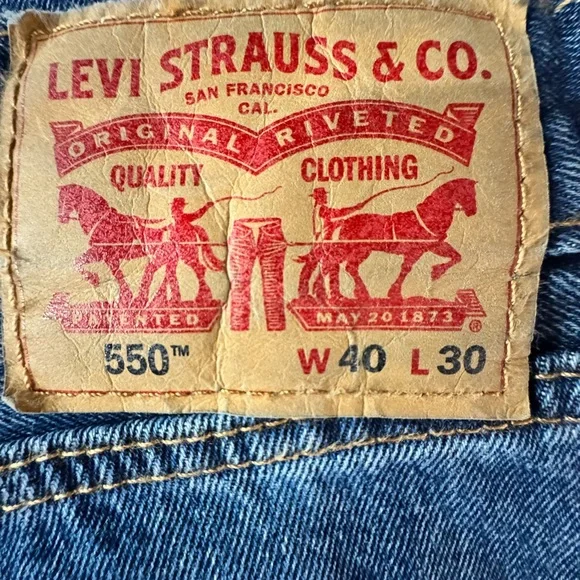 LEVI STRAUSS & CO.
SAN FRANCISCO
CAL.
ORIGINAL RIVETED
QUALITY CLOTHING
PATENTED MAY 20 1873 ®
550™ W 40 L 30